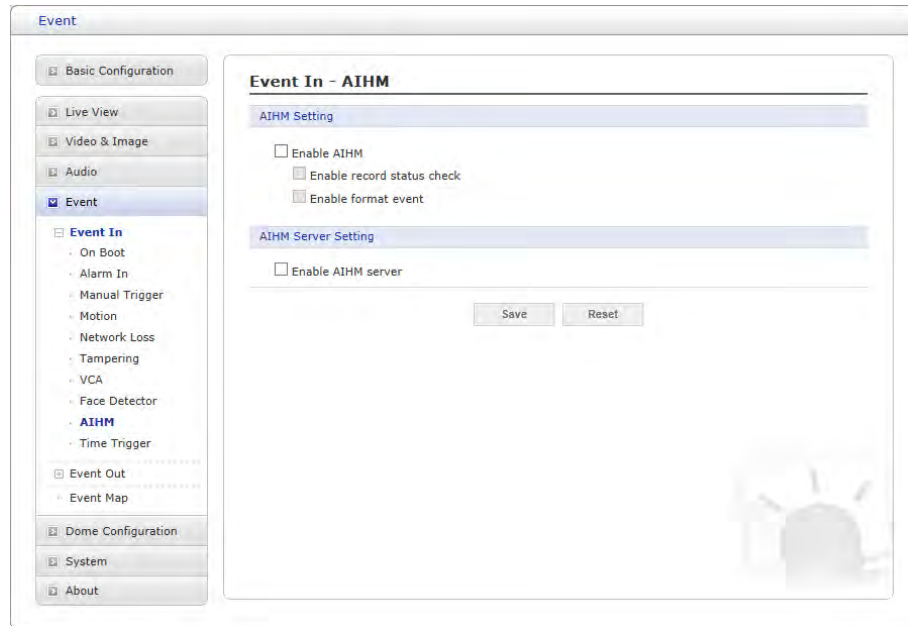 Event
Basic Configuration
Live View
Video & Image
Audio
Event
Event In
On Boot
Alarm In
Manual Trigger
Motion
Network Loss
Tampering
VCA
Face Detector
AIHM
Time Trigger
Event Out
Event Map
Dome Configuration
System
About
Event In - AIHM
AIHM Setting
Enable AIHM
Enable record status check
Enable format event
AIHM Server Setting
Enable AIHM server
Save Reset